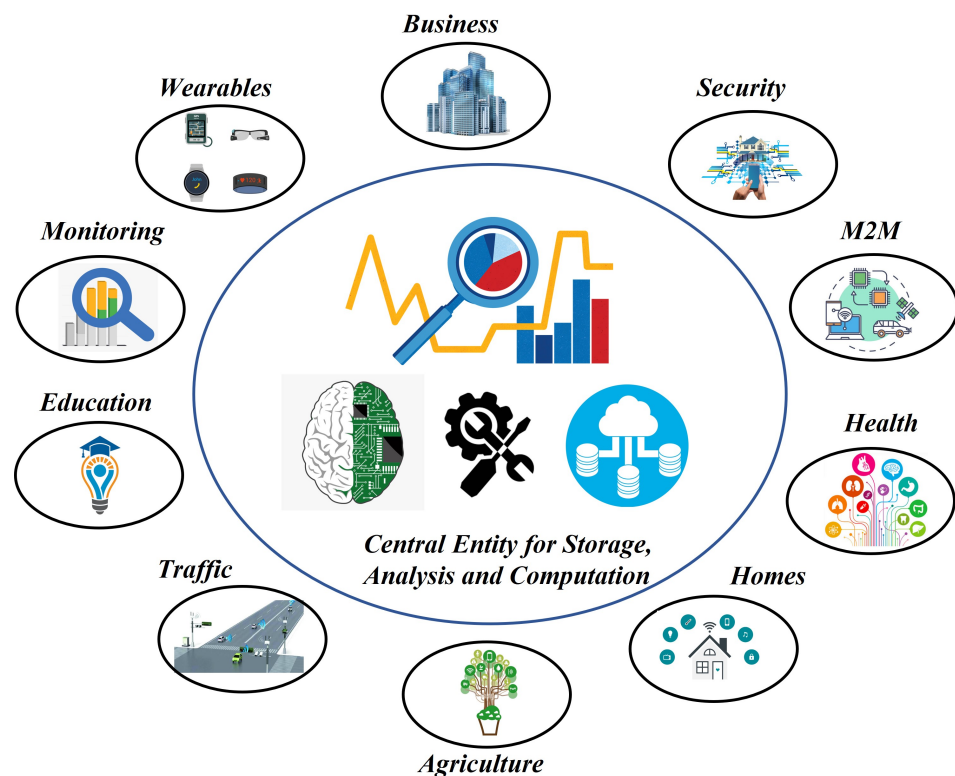 Business
Wearables
Security
Monitoring
M2M
Education
Health
Central Entity for Storage,
Analysis and Computation
Traffic
Homes
Agriculture